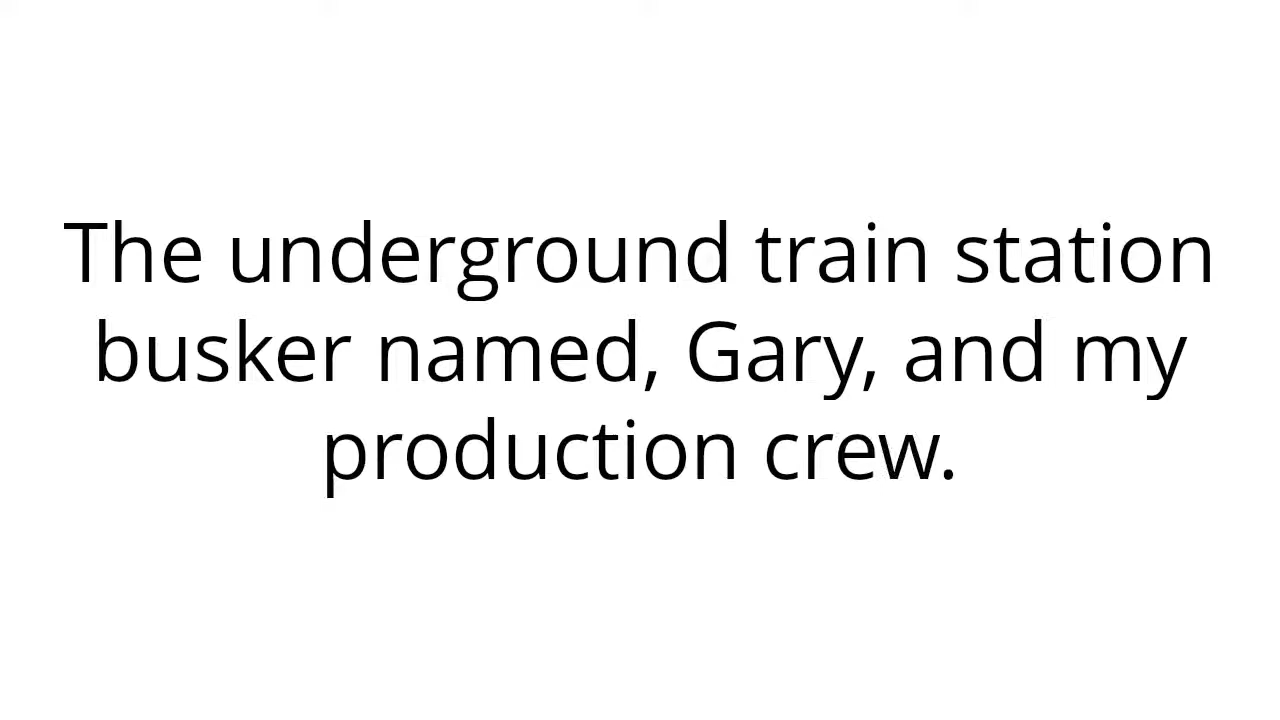 The underground train station
busker named, Gary, and my
production crew.